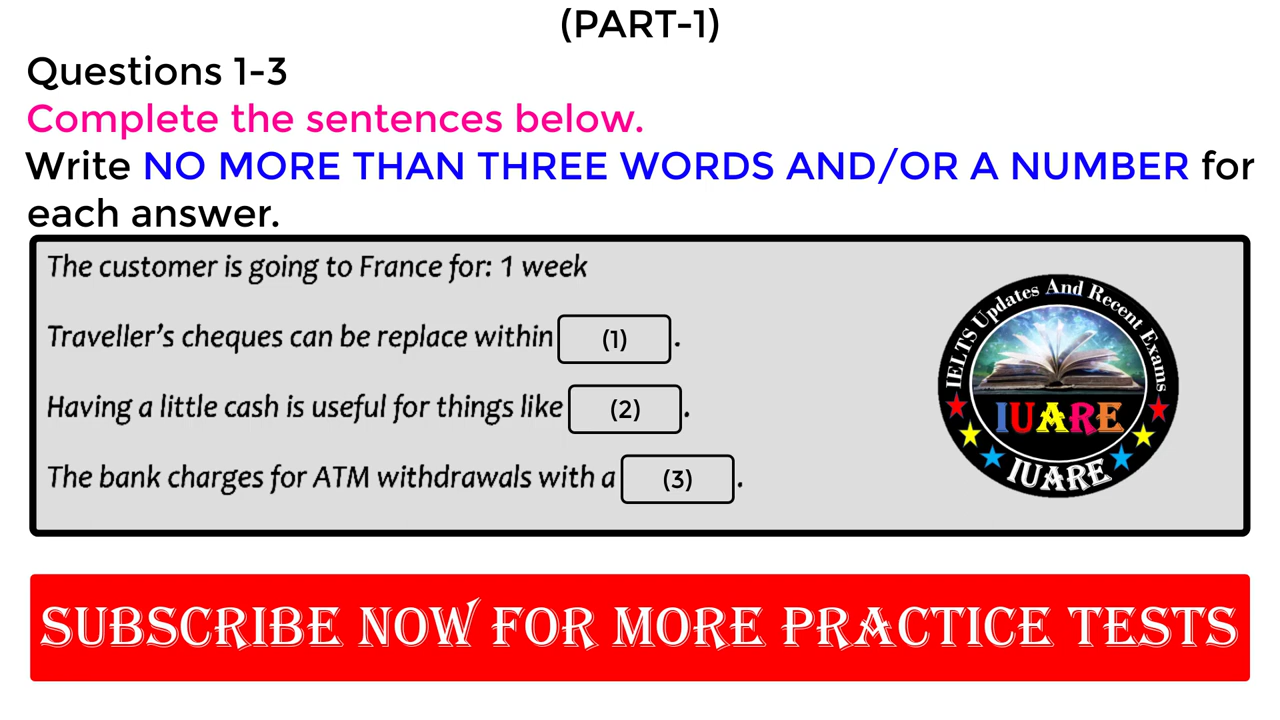 (PART-1)
Questions 1-3
Complete the sentences below.
Write NO MORE THAN THREE WORDS AND/OR A NUMBER for
each answer.
The customer is going to France for: 1 week
Traveller's cheques can be replace within (1).
Having a little cash is useful for things like (2).
The bank charges for ATM withdrawals with a (3).
IELTS Updates And Recent Exams
IUARE
IUARE
SUBSCRIBE NOW FOR MORE PRACTICE TESTS